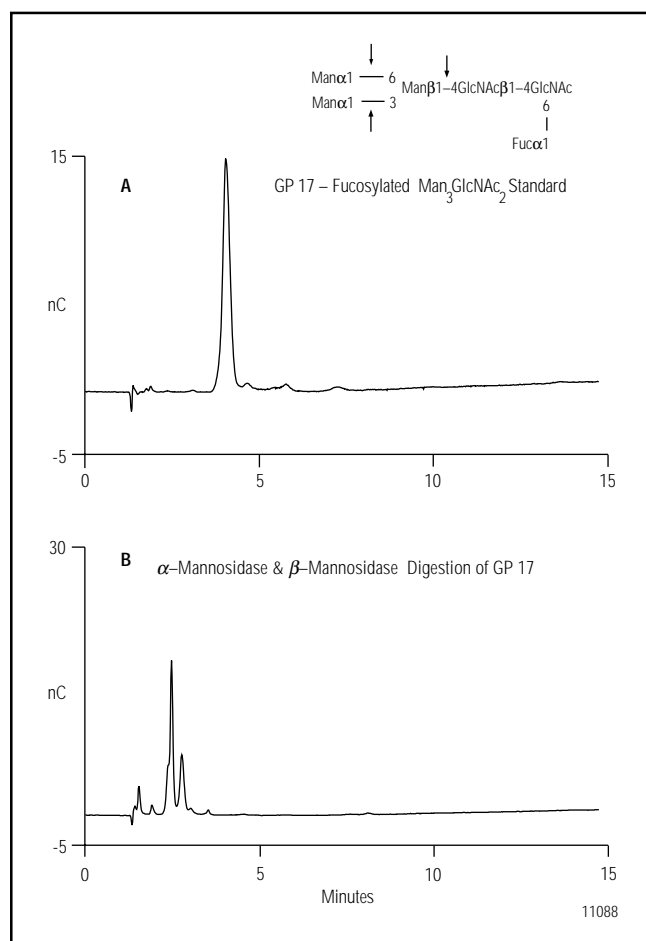 Manα1 — 6
Manβ1–4GlcNAcβ1–4GlcNAc
Manα1 — 3
6
Fucα1
15
A
GP 17 – Fucosylated Man3GlcNAc2 Standard
nC
-5
0 5 10 15
30
B
α–Mannosidase & β–Mannosidase Digestion of GP 17
nC
-5
0 5 10 15
Minutes
11088